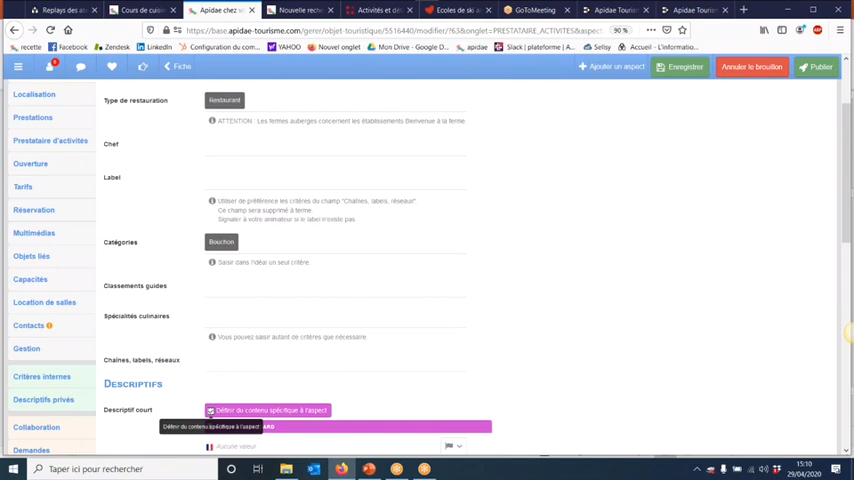 Replays des ate
Cours de cuisin
Apidae chez v
Nouvelle reche
Activités et dé
Écoles de ski a
GoToMeeting
Apidae Touris
Apidae Touris
https://base.apidae-tourisme.com/gerer/objet-touristique/5516440/modifier/763&onglet=PRESTATAIRE_ACTIVITES&aspect
90 %
recette
Facebook
Zendesk
LinkedIn
Configuration du com...
YAHOO
Nouvel onglet
Mon Drive - Google D...
apidae
Slack | plateforme | A...
Sellsy
Accueil - L'informatio...
Fiche
Ajouter un aspect
Enregistrer
Annuler le brouillon
Publier
Localisation
Prestations
Prestataire d'activités
Ouverture
Tarifs
Réservation
Multimédias
Objets liés
Capacités
Location de salles
Contacts
Gestion
Critères internes
Descriptifs privés
Collaboration
Demandes
Type de restauration
Restaurant
ATTENTION : Les fermes auberges concernent les établissements Bienvenue à la ferme.
Chef
Label
Utiliser de préférence les critères du champ "Chaînes, labels, réseaux".
Ce champ sera supprimé à terme.
Signaler à votre animateur si le label n'existe pas
Catégories
Bouchon
Saisir dans l'idéal un seul critère.
Classements guides
Spécialités culinaires
Vous pouvez saisir autant de critères que nécessaire.
Chaînes, labels, réseaux
DESCRIPTIFS
Descriptif court
Définir du contenu spécifique à l'aspect
Définir du contenu spécifique à l'aspect
ARD
Aucune valeur
Taper ici pour rechercher
15:10
29/04/2020